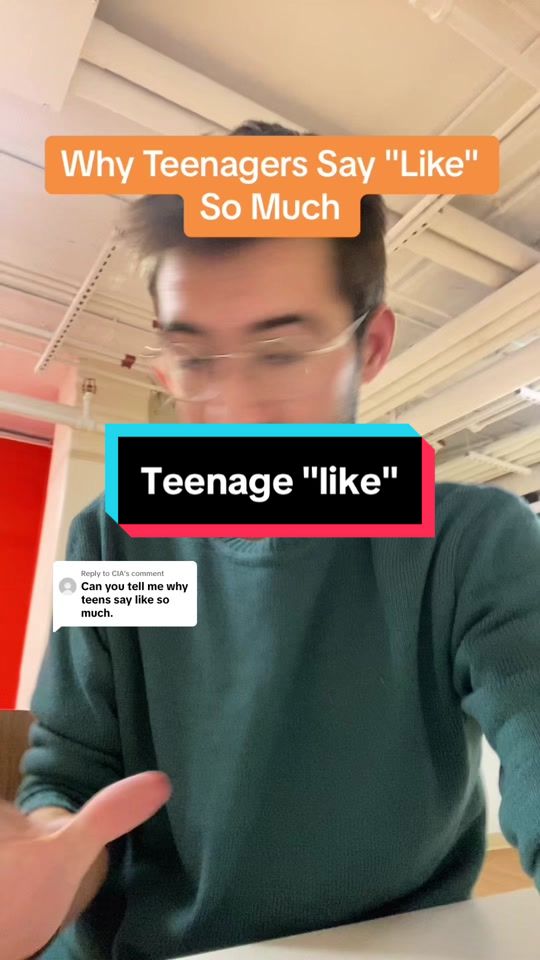 Why Teenagers Say "Like"
So Much
Teenage "like"
Reply to CIA's comment
Can you tell me why
teens say like so
much.